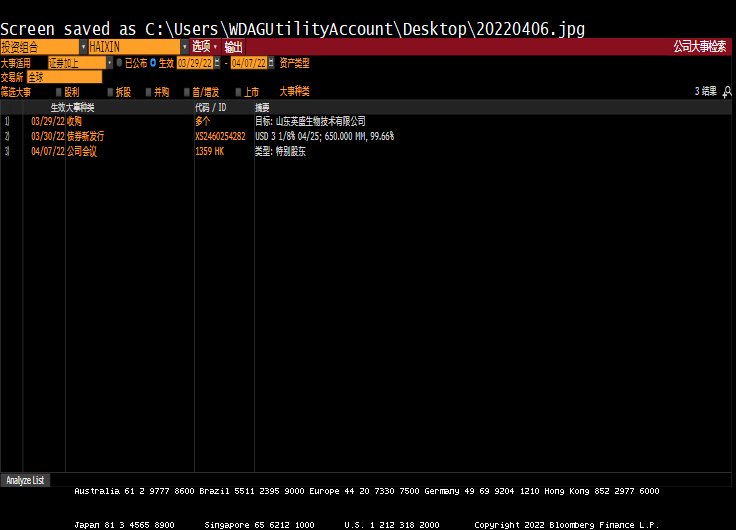 Screen saved as C:\Users\WDAGUtilityAccount\Desktop\20220406.jpg
投资组合 HAIXIN 选项 输出 公司大事检索
大事适用 证券加上 已公布 生效 03/29/22 - 04/07/22 资产类型
交易所 全球
筛选大事 股利 拆股 并购 首/增发 上市 大事种类 3 结果
生效 大事种类 代码 / ID 摘要
1) 03/29/22 收购 多个 目标: 山东英盛生物技术有限公司
2) 03/30/22 债券新发行 XS2460254282 USD 3 1/8% 04/25; 650.000 MM, 99.66%
3) 04/07/22 公司会议 1359 HK 类型: 特别股东
Analyze List
Australia 61 2 9777 8600 Brazil 5511 2395 9000 Europe 44 20 7330 7500 Germany 49 69 9204 1210 Hong Kong 852 2977 6000
Japan 81 3 4565 8900 Singapore 65 6212 1000 U.S. 1 212 318 2000 Copyright 2022 Bloomberg Finance L.P.